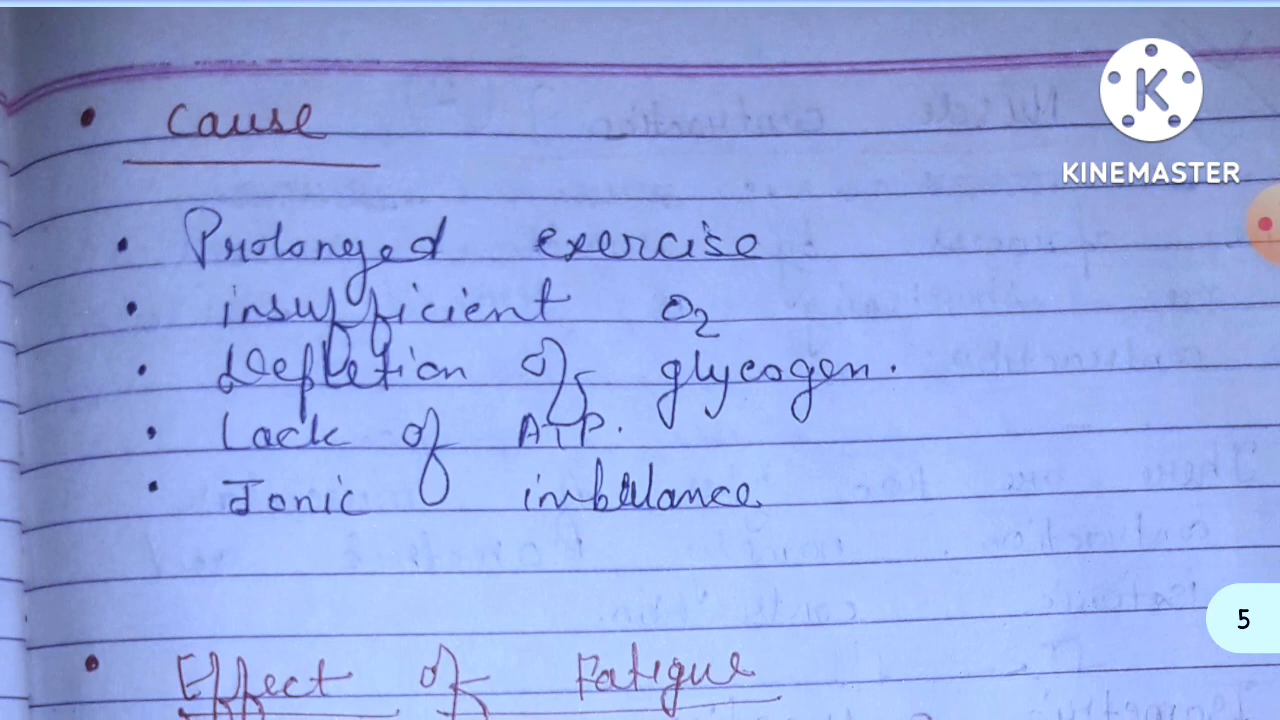 • Cause
• Prolonged exercise
• insufficient O2
• Depletion of glycogen.
• Lack of ATP.
• Ionic imbalance
• Effect of Fatigue
KINEMASTER
5